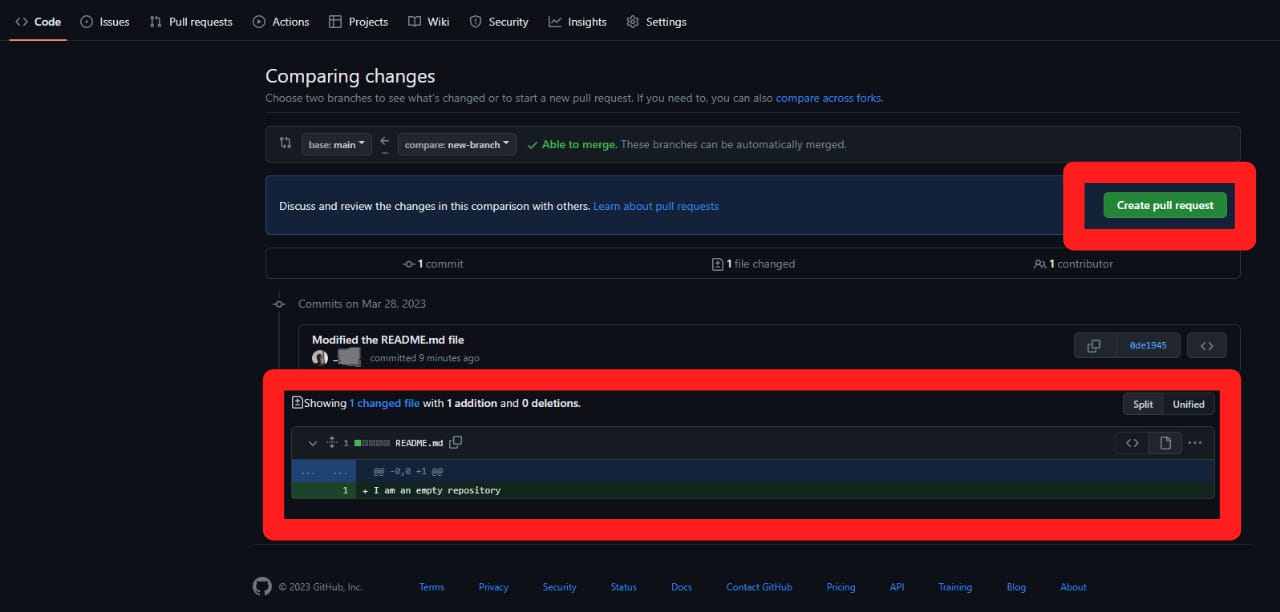 Code Issues Pull requests Actions Projects Wiki Security Insights Settings
Comparing changes
Choose two branches to see what's changed or to start a new pull request. If you need to, you can also compare across forks.
base: main compare: new-branch Able to merge. These branches can be automatically merged.
Discuss and review the changes in this comparison with others. Learn about pull requests
Create pull request
1 commit 1 file changed 1 contributor
Commits on Mar 28, 2023
Modified the README.md file
committed 9 minutes ago
0de1945
Showing 1 changed file with 1 addition and 0 deletions.
Split Unified
1 README.md
... ... @@ -0,0 +1 @@
1 + I am an empty repository
© 2023 GitHub, Inc. Terms Privacy Security Status Docs Contact GitHub Pricing API Training Blog About